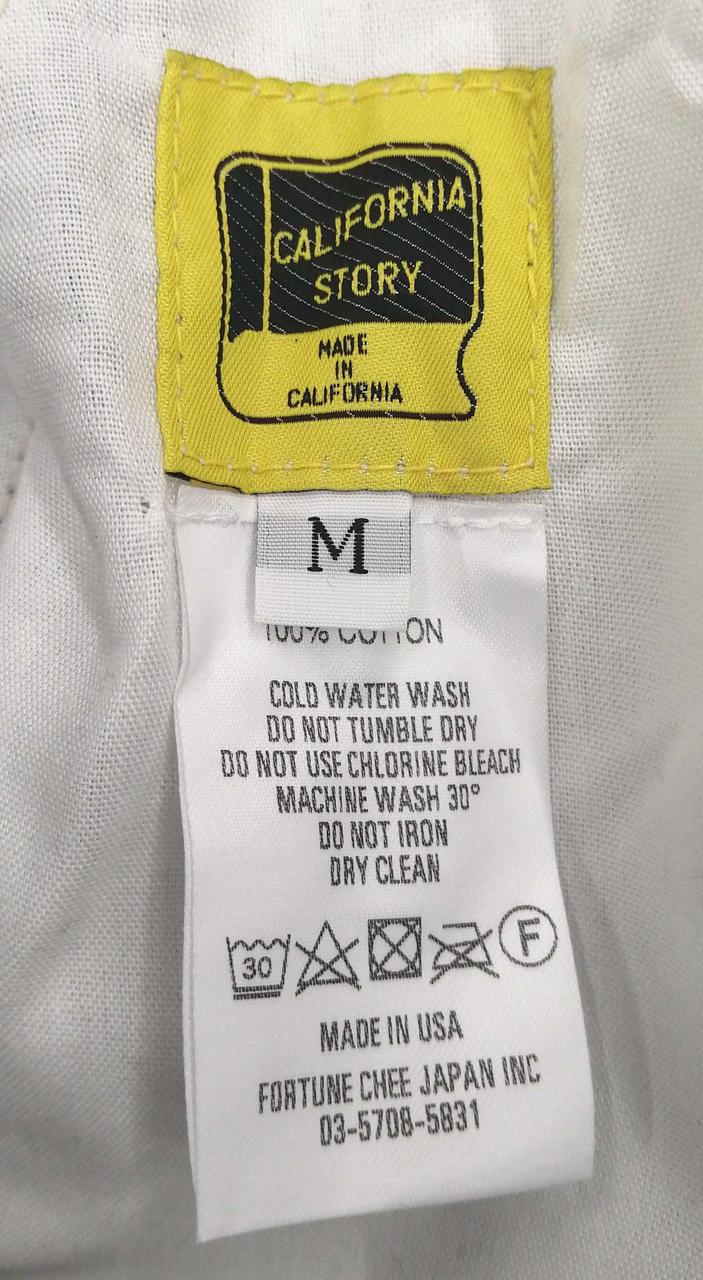 CALIFORNIA
STORY
MADE
IN
CALIFORNIA
M
100% COTTON
COLD WATER WASH
DO NOT TUMBLE DRY
DO NOT USE CHLORINE BLEACH
MACHINE WASH 30°
DO NOT IRON
DRY CLEAN
30 F
MADE IN USA
FORTUNE CHEE JAPAN INC
03-5708-5831